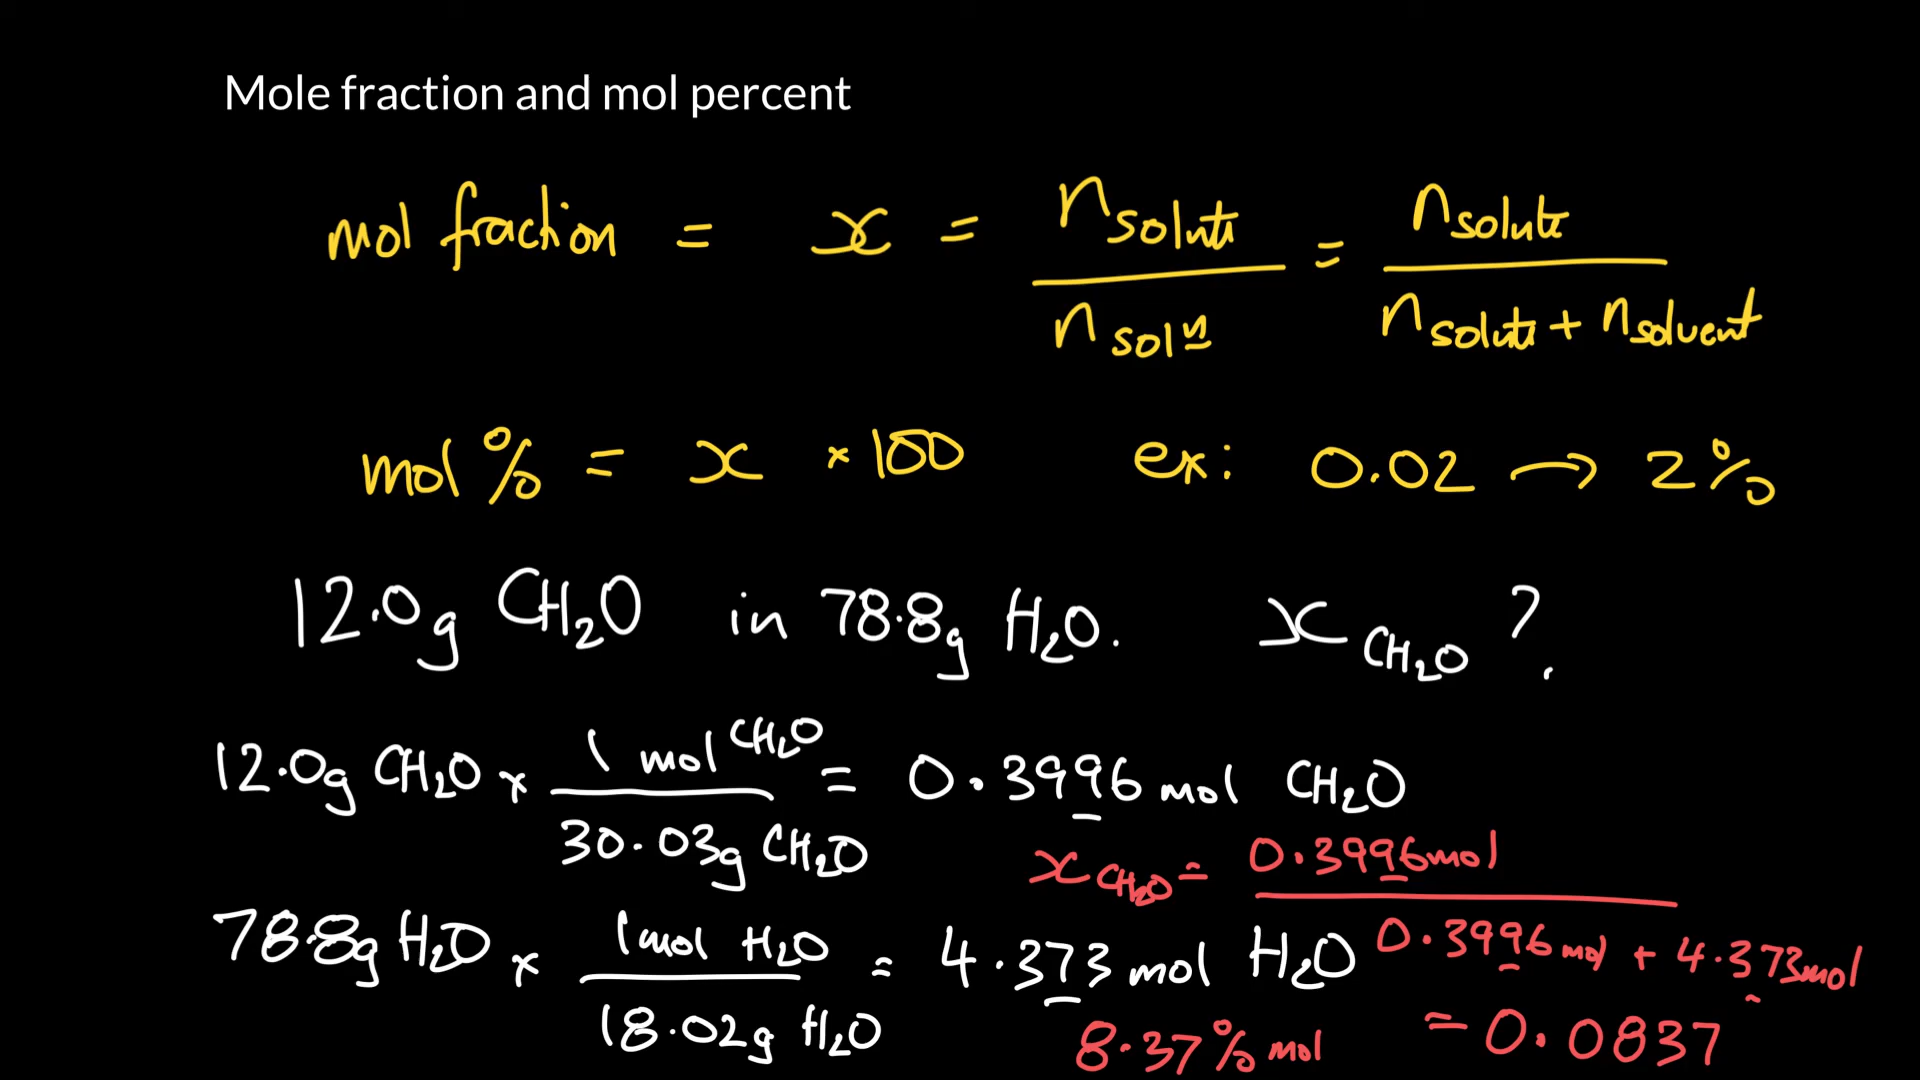 Mole fraction and mol percent
mol fraction = x = n solute / n sol<u>n</u> = n solute / n solute + n solvent
mol % = x × 100 ex: 0.02 → 2%
12.0g CH₂O in 78.8g H₂O. x CH₂O ?
12.0g CH₂O × 1 mol CH₂O / 30.03g CH₂O = 0.3996 mol CH₂O
x CH₂O = 0.3996 mol / 0.3996 mol + 4.373 mol
78.8g H₂O × 1 mol H₂O / 18.02g H₂O = 4.373 mol H₂O
= 0.0837
8.37% mol